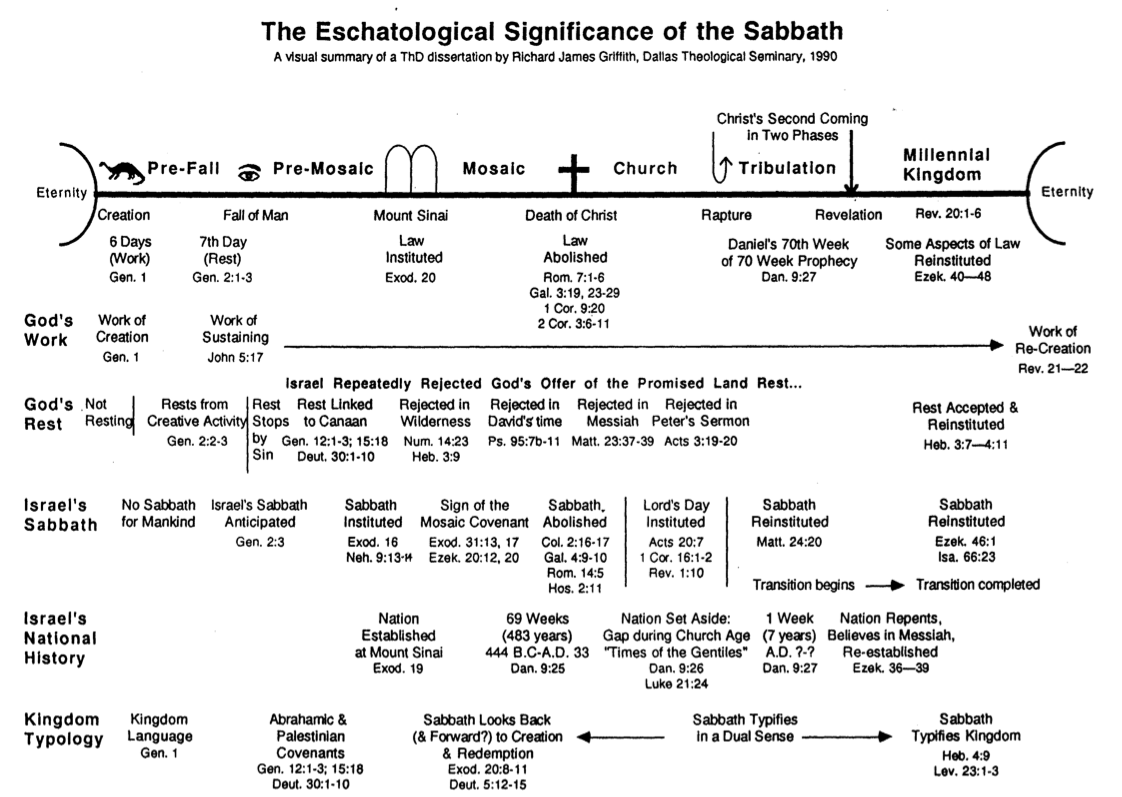 The Eschatological Significance of the Sabbath
A visual summary of a ThD dissertation by Richard James Griffith, Dallas Theological Seminary, 1990
Christ's Second Coming
in Two Phases
Eternity
Pre-Fall
Pre-Mosaic
Mosaic
Church
Tribulation
Millennial
Kingdom
Eternity
Creation
Fall of Man
Mount Sinai
Death of Christ
Rapture
Revelation
Rev. 20:1-6
6 Days
(Work)
Gen. 1
7th Day
(Rest)
Gen. 2:1-3
Law
Instituted
Exod. 20
Law
Abolished
Rom. 7:1-6
Gal. 3:19, 23-29
1 Cor. 9:20
2 Cor. 3:6-11
Daniel's 70th Week
of 70 Week Prophecy
Dan. 9:27
Some Aspects of Law
Reinstituted
Ezek. 40—48
God's
Work
Work of
Creation
Gen. 1
Work of
Sustaining
John 5:17
Work of
Re-Creation
Rev. 21—22
Israel Repeatedly Rejected God's Offer of the Promised Land Rest...
God's
Rest
Not
Resting
Rests from
Creative Activity
Gen. 2:2-3
Rest
Stops
by
Sin
Rest Linked
to Canaan
Gen. 12:1-3; 15:18
Deut. 30:1-10
Rejected in
Wilderness
Num. 14:23
Heb. 3:9
Rejected in
David's time
Ps. 95:7b-11
Rejected in
Messiah
Matt. 23:37-39
Rejected in
Peter's Sermon
Acts 3:19-20
Rest Accepted &
Reinstituted
Heb. 3:7—4:11
Israel's
Sabbath
No Sabbath
for Mankind
Israel's Sabbath
Anticipated
Gen. 2:3
Sabbath
Instituted
Exod. 16
Neh. 9:13-14
Sign of the
Mosaic Covenant
Exod. 31:13, 17
Ezek. 20:12, 20
Sabbath
Abolished
Col. 2:16-17
Gal. 4:9-10
Rom. 14:5
Hos. 2:11
Lord's Day
Instituted
Acts 20:7
1 Cor. 16:1-2
Rev. 1:10
Sabbath
Reinstituted
Matt. 24:20
Transition begins
Sabbath
Reinstituted
Ezek. 46:1
Isa. 66:23
Transition completed
Israel's
National
History
Nation
Established
at Mount Sinai
Exod. 19
69 Weeks
(483 years)
444 B.C-A.D. 33
Dan. 9:25
Nation Set Aside:
Gap during Church Age
"Times of the Gentiles"
Dan. 9:26
Luke 21:24
1 Week
(7 years)
A.D. ?-?
Dan. 9:27
Nation Repents,
Believes in Messiah,
Re-established
Ezek. 36—39
Kingdom
Typology
Kingdom
Language
Gen. 1
Abrahamic &
Palestinian
Covenants
Gen. 12:1-3; 15:18
Deut. 30:1-10
Sabbath Looks Back
(& Forward?) to Creation
& Redemption
Exod. 20:8-11
Deut. 5:12-15
Sabbath Typifies
in a Dual Sense
Sabbath
Typifies Kingdom
Heb. 4:9
Lev. 23:1-3